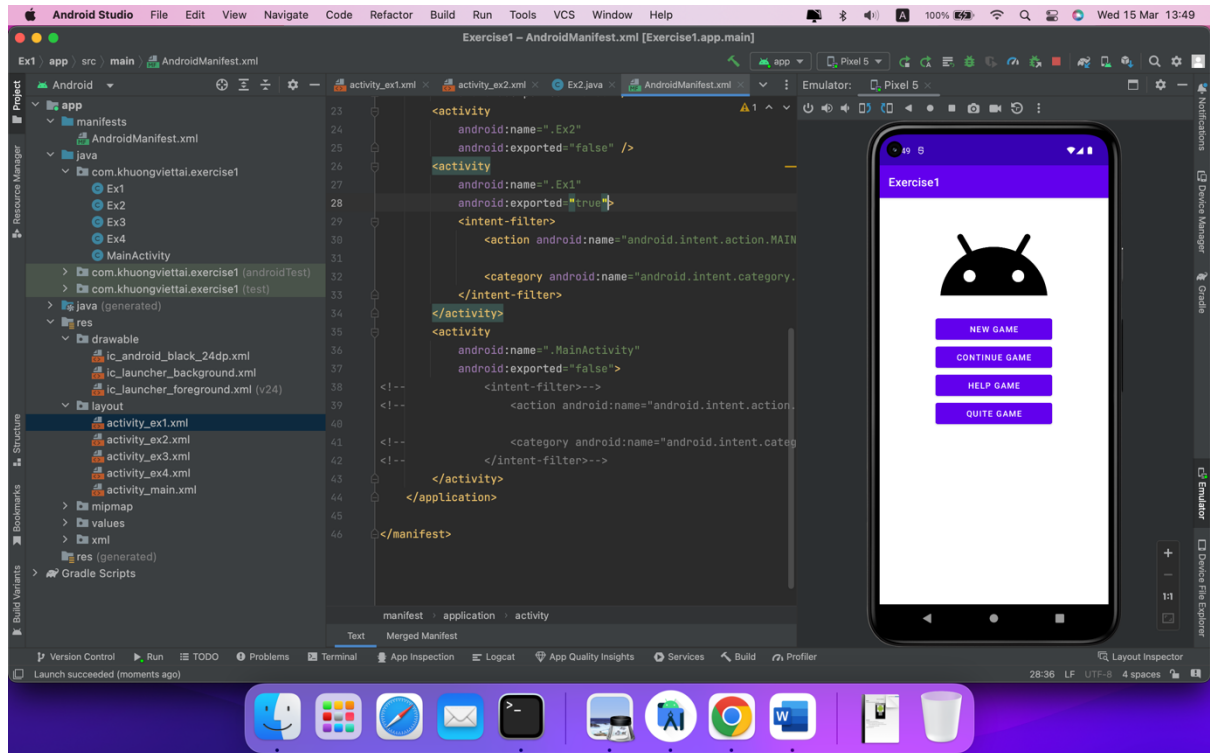 Android Studio File Edit View Navigate Code Refactor Build Run Tools VCS Window Help A 100% Wed 15 Mar 13:49
Exercise1 – AndroidManifest.xml [Exercise1.app.main]
Ex1 › app › src › main › AndroidManifest.xml app Pixel 5
Android activity_ex1.xml activity_ex2.xml Ex2.java AndroidManifest.xml Emulator: Pixel 5
Project
Resource Manager
Structure
Bookmarks
Build Variants
app
manifests
AndroidManifest.xml
java
com.khuongviettai.exercise1
Ex1
Ex2
Ex3
Ex4
MainActivity
com.khuongviettai.exercise1 (androidTest)
com.khuongviettai.exercise1 (test)
java (generated)
res
drawable
ic_android_black_24dp.xml
ic_launcher_background.xml
ic_launcher_foreground.xml (v24)
layout
activity_ex1.xml
activity_ex2.xml
activity_ex3.xml
activity_ex4.xml
activity_main.xml
mipmap
values
xml
res (generated)
Gradle Scripts
1
23 <activity
24 android:name=".Ex2"
25 android:exported="false" />
26 <activity
27 android:name=".Ex1"
28 android:exported="true">
29 <intent-filter>
30 <action android:name="android.intent.action.MAIN
31
32 <category android:name="android.intent.category.
33 </intent-filter>
34 </activity>
35 <activity
36 android:name=".MainActivity"
37 android:exported="false">
38 <!-- <intent-filter>-->
39 <!-- <action android:name="android.intent.action.
40
41 <!-- <category android:name="android.intent.categ
42 <!-- </intent-filter>-->
43 </activity>
44 </application>
45
46 </manifest>
manifest › application › activity
Text Merged Manifest
49
Exercise1
NEW GAME
CONTINUE GAME
HELP GAME
QUITE GAME
1:1
Notifications
Device Manager
Gradle
Emulator
Device File Explorer
Version Control Run TODO Problems Terminal App Inspection Logcat App Quality Insights Services Build Profiler Layout Inspector
Launch succeeded (moments ago) 28:36 LF UTF-8 4 spaces
W